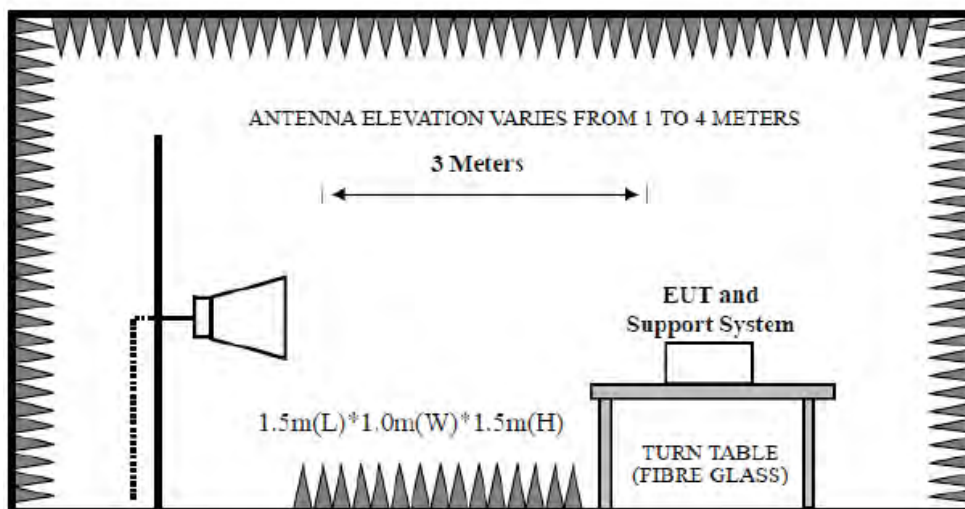 ANTENNA ELEVATION VARIES FROM 1 TO 4 METERS
3 Meters
EUT and
Support System
1.5m(L)*1.0m(W)*1.5m(H)
TURN TABLE
(FIBRE GLASS)